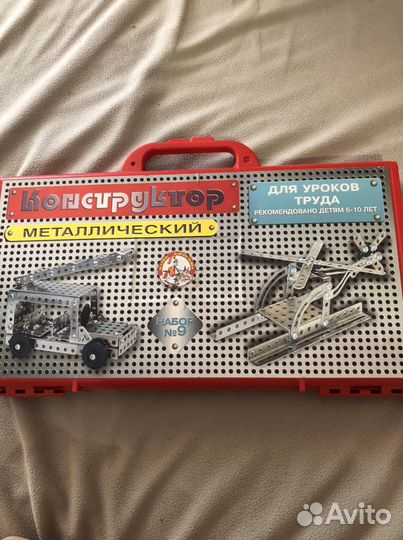 Конструктор
МЕТАЛЛИЧЕСКИЙ
ДЛЯ УРОКОВ
ТРУДА
РЕКОМЕНДОВАНО ДЕТЯМ 6-10 ЛЕТ
НАБОР
№9
Avito